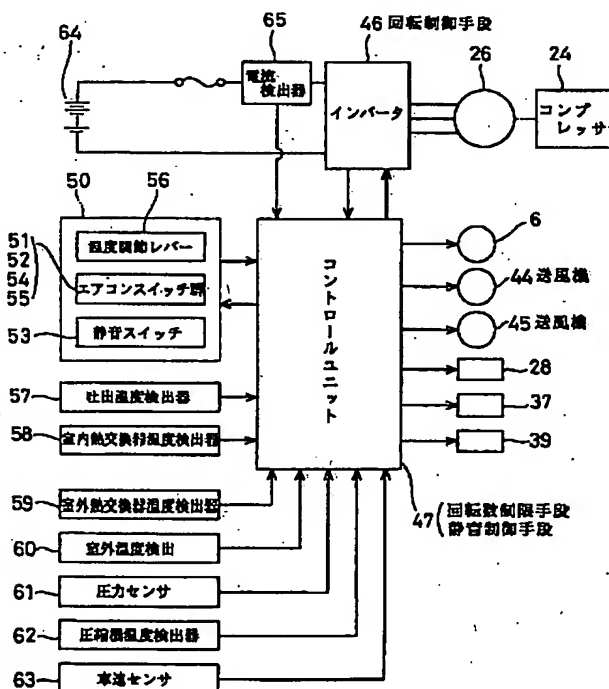 65
46 回転制御手段
64
26
24
電流
検出器
インバータ
コンプ
レッサ
50
56
51
52
54
55
温度調節レバー
エアコンスイッチ群
53
静音スイッチ
コントロールユニット
6
44 送風機
45 送風機
28
37
39
57
吐出温度検出器
58
室内熱交換器温度検出器
47
回転数制限手段
静音制御手段
59
室外熱交換器温度検出器
60
室外温度検出
61
圧力センサ
62
圧縮機温度検出器
63
車速センサ